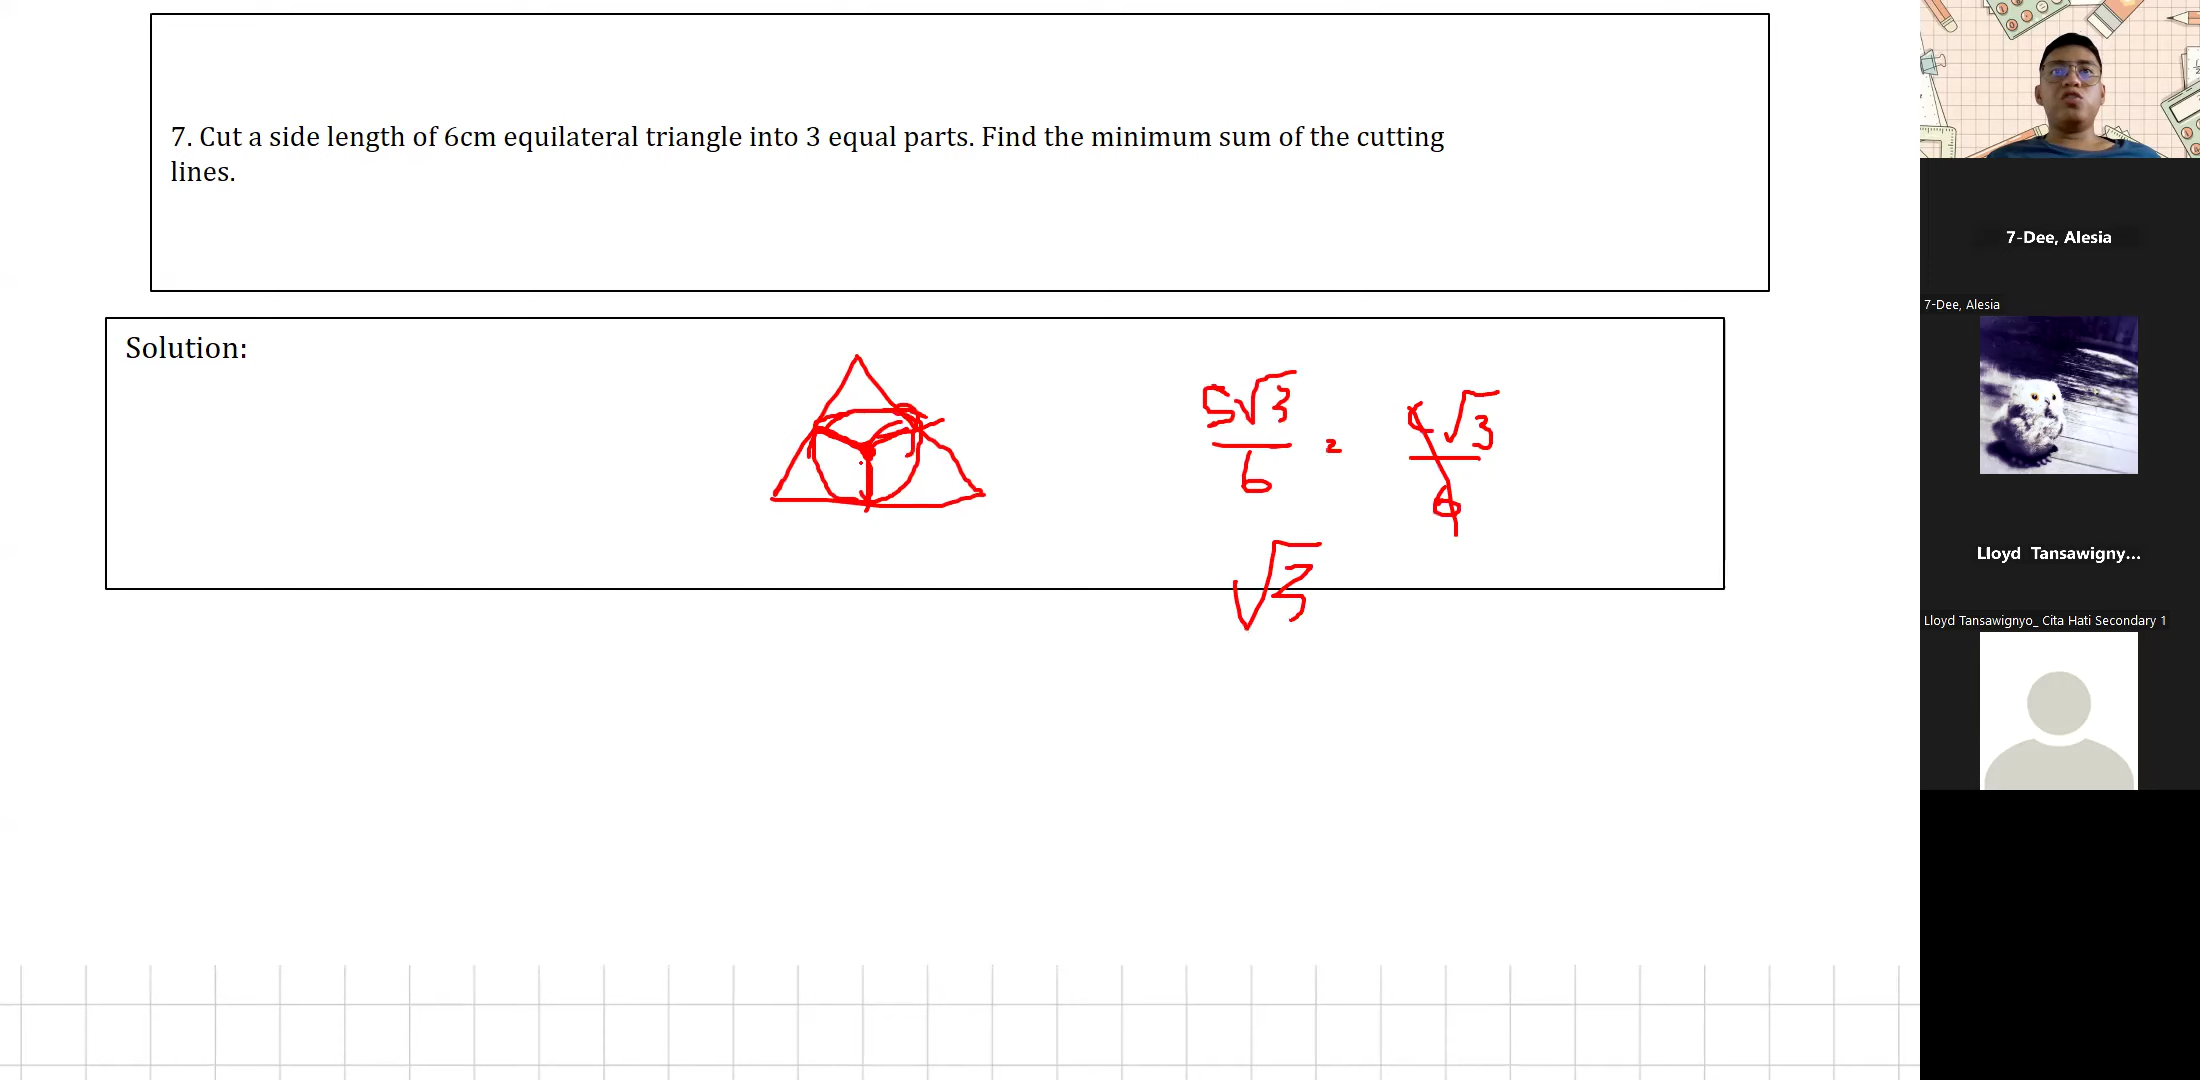 7. Cut a side length of 6cm equilateral triangle into 3 equal parts. Find the minimum sum of the cutting
lines.
Solution:
5√3
6
=
√3
6
√3
7-Dee, Alesia
7-Dee, Alesia
Lloyd Tansawigny...
Lloyd Tansawignyo_ Cita Hati Secondary 1